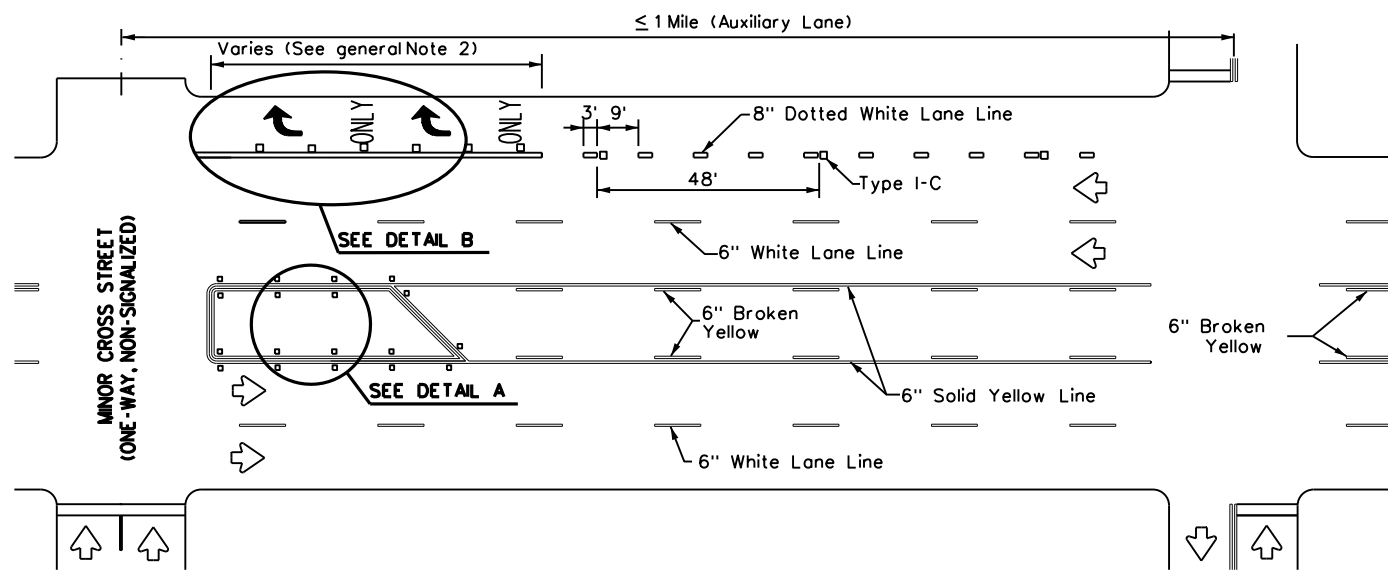 ≤ 1 Mile (Auxiliary Lane)
Varies (See general Note 2)
ONLY
ONLY
3' 9'
8" Dotted White Lane Line
48'
Type I-C
SEE DETAIL B
6" White Lane Line
MINOR CROSS STREET
(ONE-WAY, NON-SIGNALIZED)
6" Broken
Yellow
6" Broken
Yellow
SEE DETAIL A
6" Solid Yellow Line
6" White Lane Line